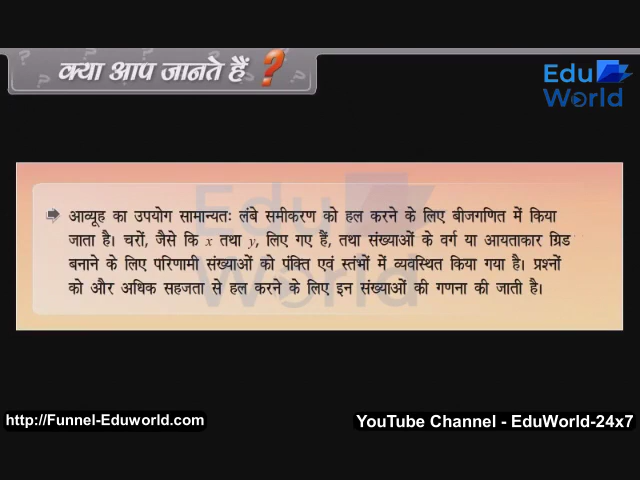 क्या आप जानते हैं ?
Edu
World
आव्यूह का उपयोग सामान्यतः लंबे समीकरण को हल करने के लिए बीजगणित में किया
जाता है। चरों, जैसे कि x तथा y, लिए गए हैं, तथा संख्याओं के वर्ग या आयताकार ग्रिड
बनाने के लिए परिणामी संख्याओं को पंक्ति एवं स्तंभों में व्यवस्थित किया गया है। प्रश्नों
को और अधिक सहजता से हल करने के लिए इन संख्याओं की गणना की जाती है।
Edu
World
http://Funnel-Eduworld.com
YouTube Channel - EduWorld-24x7